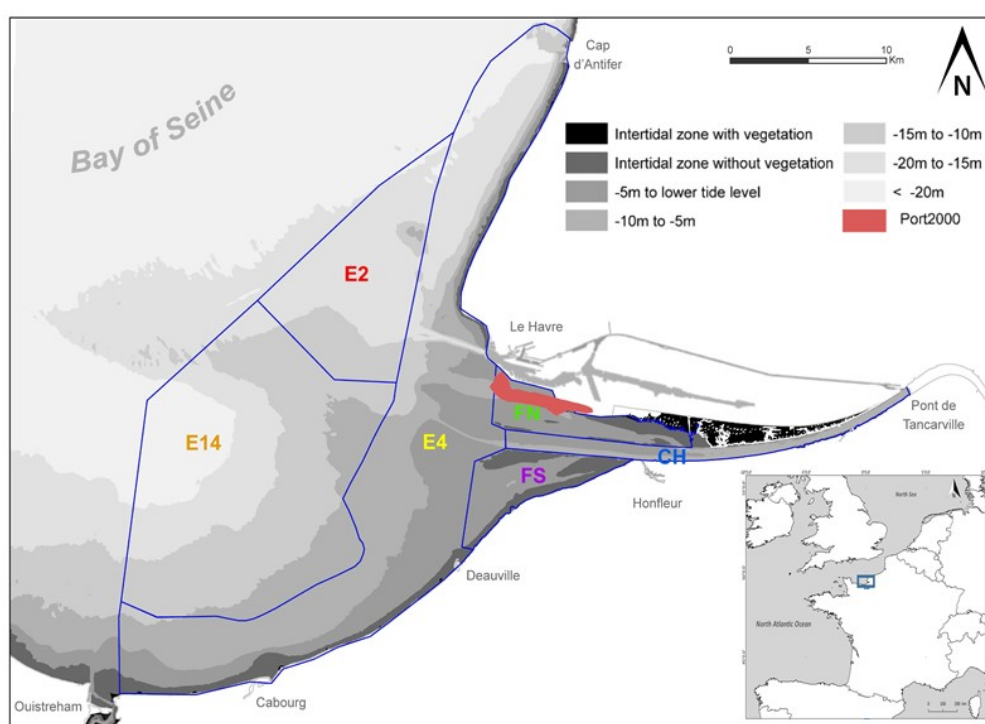 Cap
d'Antifer
0
5
10
Km
N
Bay of Seine
Intertidal zone with vegetation
Intertidal zone without vegetation
-5m to lower tide level
-10m to -5m
-15m to -10m
-20m to -15m
< -20m
Port2000
E2
Le Havre
FN
Pont de
Tancarville
E14
E4
CH
FS
Honfleur
Deauville
Cabourg
Ouistreham
North Sea
North Atlantic Ocean